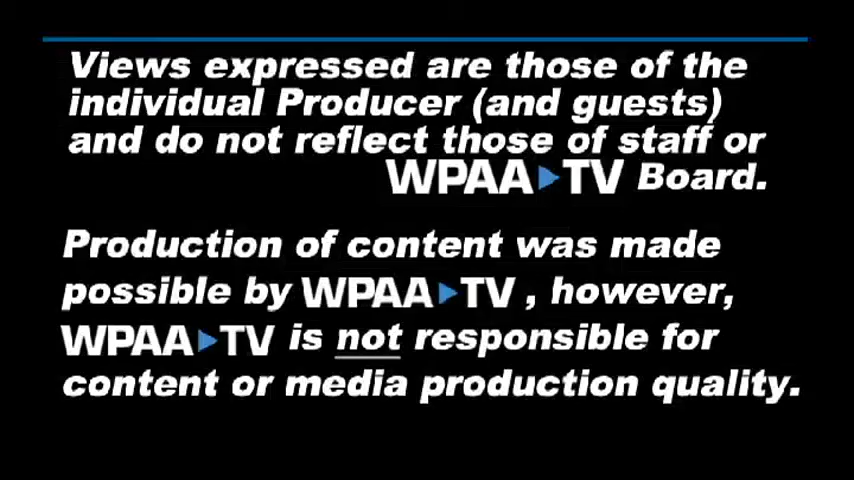 Views expressed are those of the
individual Producer (and guests)
and do not reflect those of staff or
WPAA TV Board.
Production of content was made
possible by WPAA TV , however,
WPAA TV is not responsible for
content or media production quality.